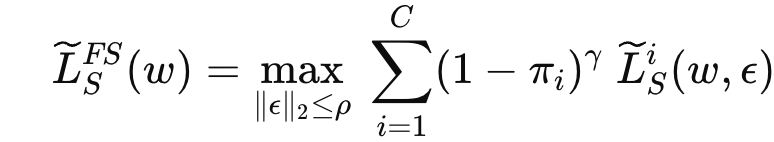 $\widetilde{L}_S^{FS}(w) = \max_{\|\epsilon\|_2 \leq \rho} \sum_{i=1}^{C} (1 - \pi_i)^\gamma \, \widetilde{L}_S^i(w, \epsilon)$